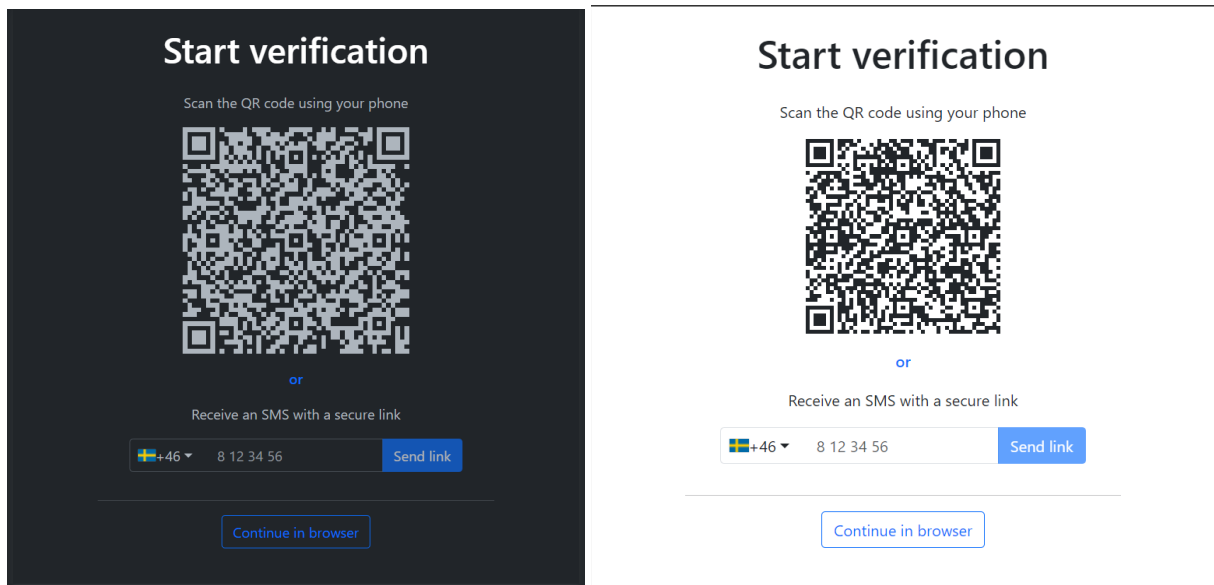 Start verification
Scan the QR code using your phone
or
Receive an SMS with a secure link
+46 8 12 34 56 Send link
Continue in browser
Start verification
Scan the QR code using your phone
or
Receive an SMS with a secure link
+46 8 12 34 56 Send link
Continue in browser